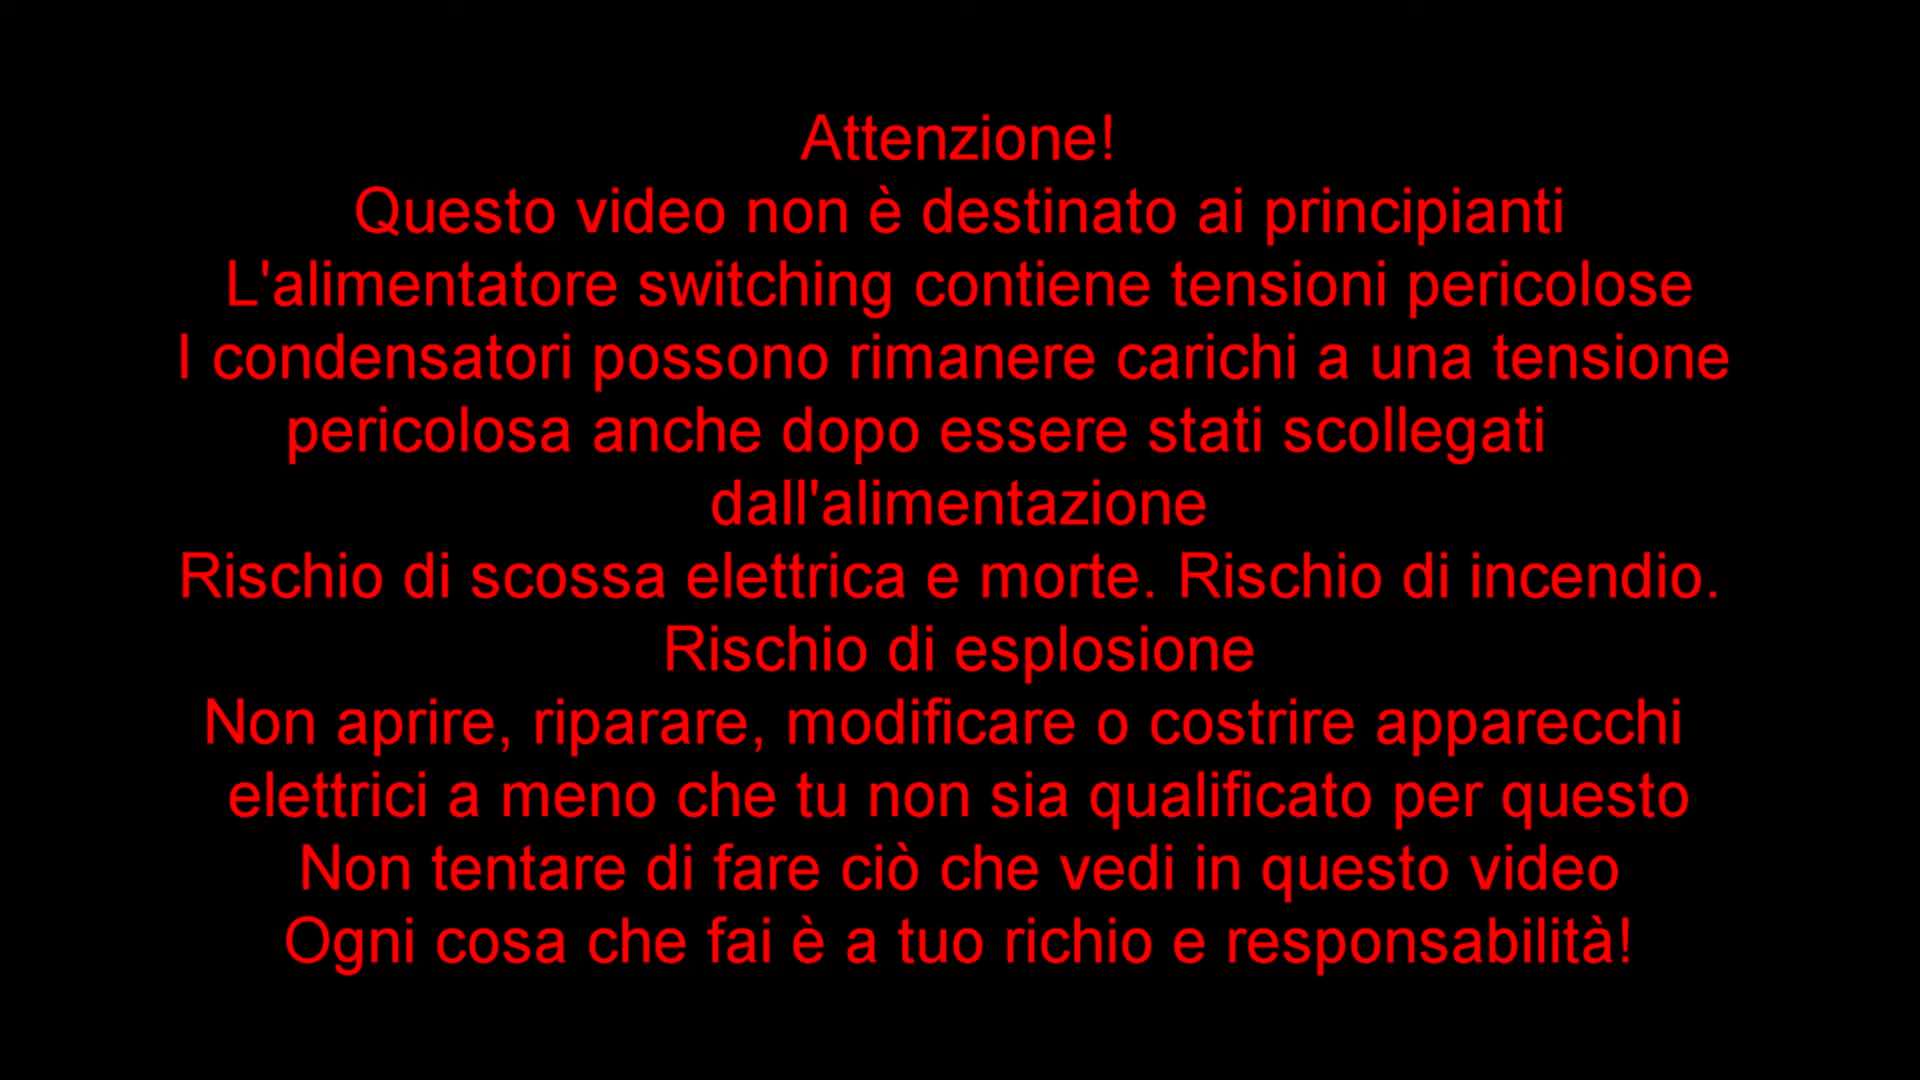 Attenzione!
Questo video non è destinato ai principianti
L'alimentatore switching contiene tensioni pericolose
I condensatori possono rimanere carichi a una tensione
pericolosa anche dopo essere stati scollegati
dall'alimentazione
Rischio di scossa elettrica e morte. Rischio di incendio.
Rischio di esplosione
Non aprire, riparare, modificare o costrire apparecchi
elettrici a meno che tu non sia qualificato per questo
Non tentare di fare ciò che vedi in questo video
Ogni cosa che fai è a tuo richio e responsabilità!